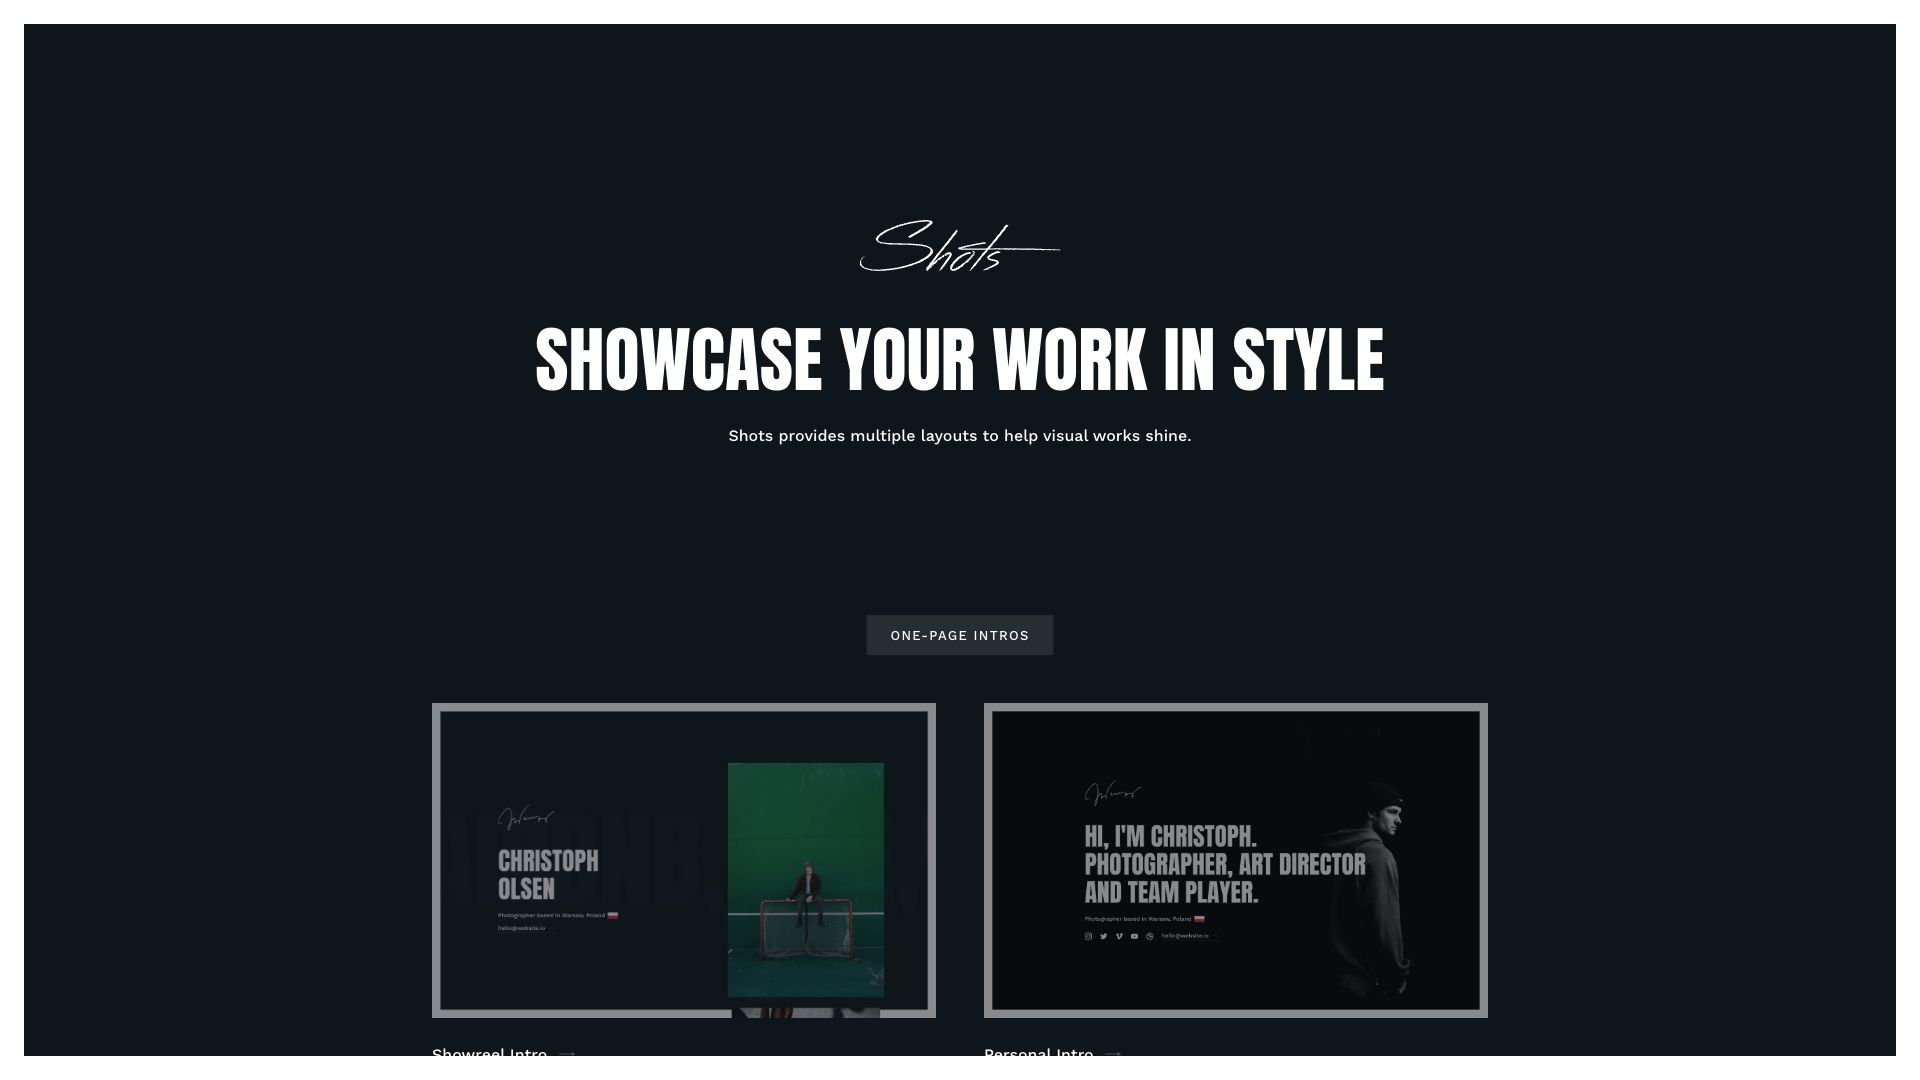 Shots
SHOWCASE YOUR WORK IN STYLE
Shots provides multiple layouts to help visual works shine.
ONE-PAGE INTROS
CHRISTOPH
OLSEN
Photographer based in Warsaw, Poland
hello@website.io
HI, I'M CHRISTOPH.
PHOTOGRAPHER, ART DIRECTOR
AND TEAM PLAYER.
Photographer based in Warsaw, Poland
hello@website.io
Showreel Intro
Personal Intro